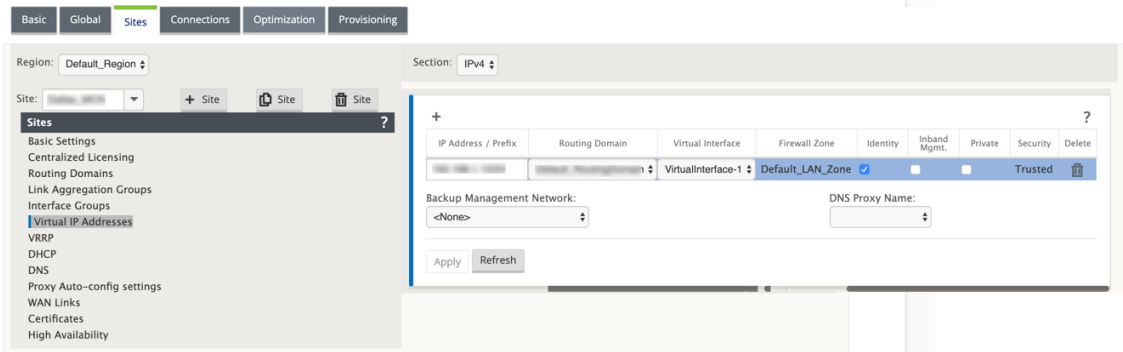 Basic Global Sites Connections Optimization Provisioning
Region: Default_Region
Section: IPv4
Site:
+ Site
Site
Site
Sites ?
Basic Settings
Centralized Licensing
Routing Domains
Link Aggregation Groups
Interface Groups
Virtual IP Addresses
VRRP
DHCP
DNS
Proxy Auto-config settings
WAN Links
Certificates
High Availability
+ ?
IP Address / Prefix Routing Domain Virtual Interface Firewall Zone Identity Inband Mgmt. Private Security Delete
VirtualInterface-1 Default_LAN_Zone Trusted
Backup Management Network: DNS Proxy Name:
<None>
Apply Refresh